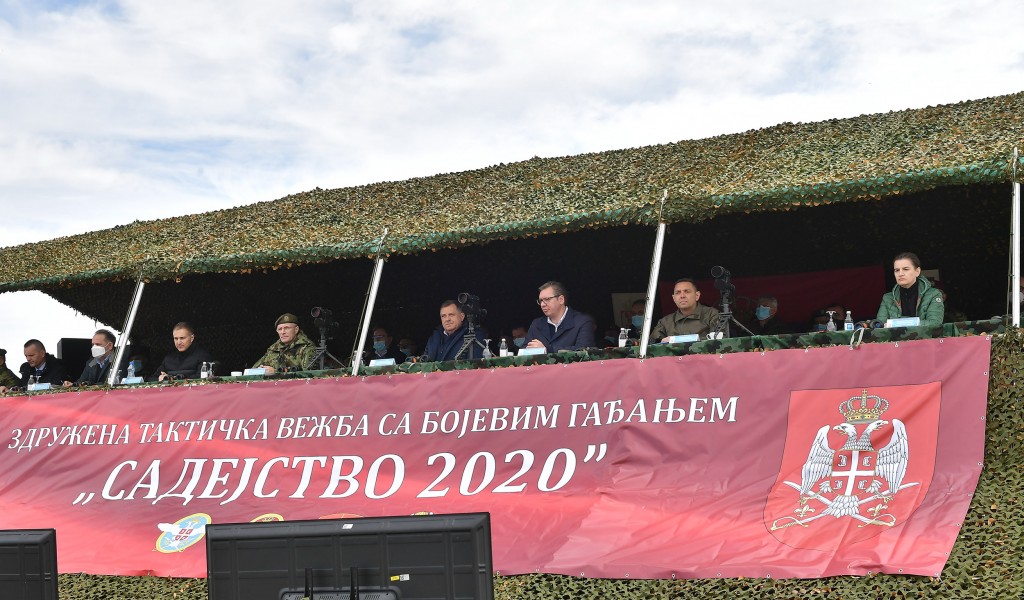 ЗДРУЖЕНА ТАКТИЧКА ВЕЖБА СА БОЈЕВИМ ГАЂАЊЕМ
„САДЕЈСТВО 2020”